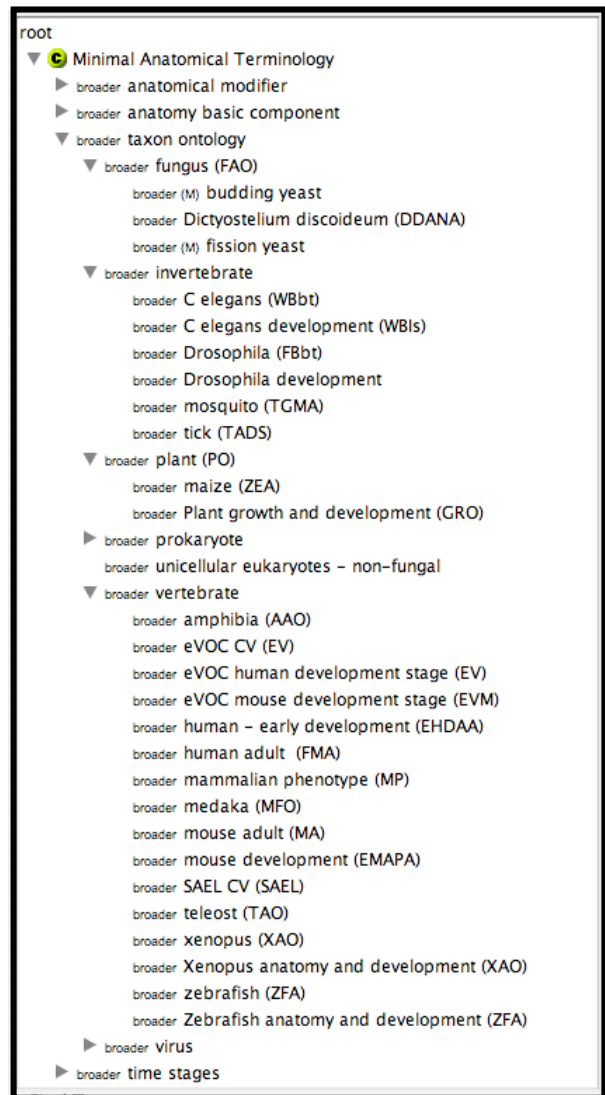 root
C Minimal Anatomical Terminology
broader anatomical modifier
broader anatomy basic component
broader taxon ontology
broader fungus (FAO)
broader (M) budding yeast
broader Dictyostelium discoideum (DDANA)
broader (M) fission yeast
broader invertebrate
broader C elegans (WBbt)
broader C elegans development (WBls)
broader Drosophila (FBbt)
broader Drosophila development
broader mosquito (TGMA)
broader tick (TADS)
broader plant (PO)
broader maize (ZEA)
broader Plant growth and development (GRO)
broader prokaryote
broader unicellular eukaryotes – non-fungal
broader vertebrate
broader amphibia (AAO)
broader eVOC CV (EV)
broader eVOC human development stage (EV)
broader eVOC mouse development stage (EVM)
broader human – early development (EHDAA)
broader human adult (FMA)
broader mammalian phenotype (MP)
broader medaka (MFO)
broader mouse adult (MA)
broader mouse development (EMAPA)
broader SAEL CV (SAEL)
broader teleost (TAO)
broader xenopus (XAO)
broader Xenopus anatomy and development (XAO)
broader zebrafish (ZFA)
broader Zebrafish anatomy and development (ZFA)
broader virus
broader time stages